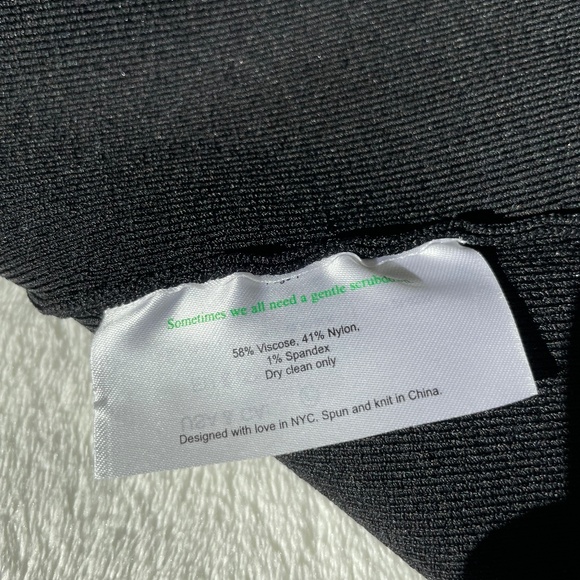 Sometimes we all need a gentle
58% Viscose, 41% Nylon,
1% Spandex
Dry clean only
Designed with love in NYC. Spun and knit in China.